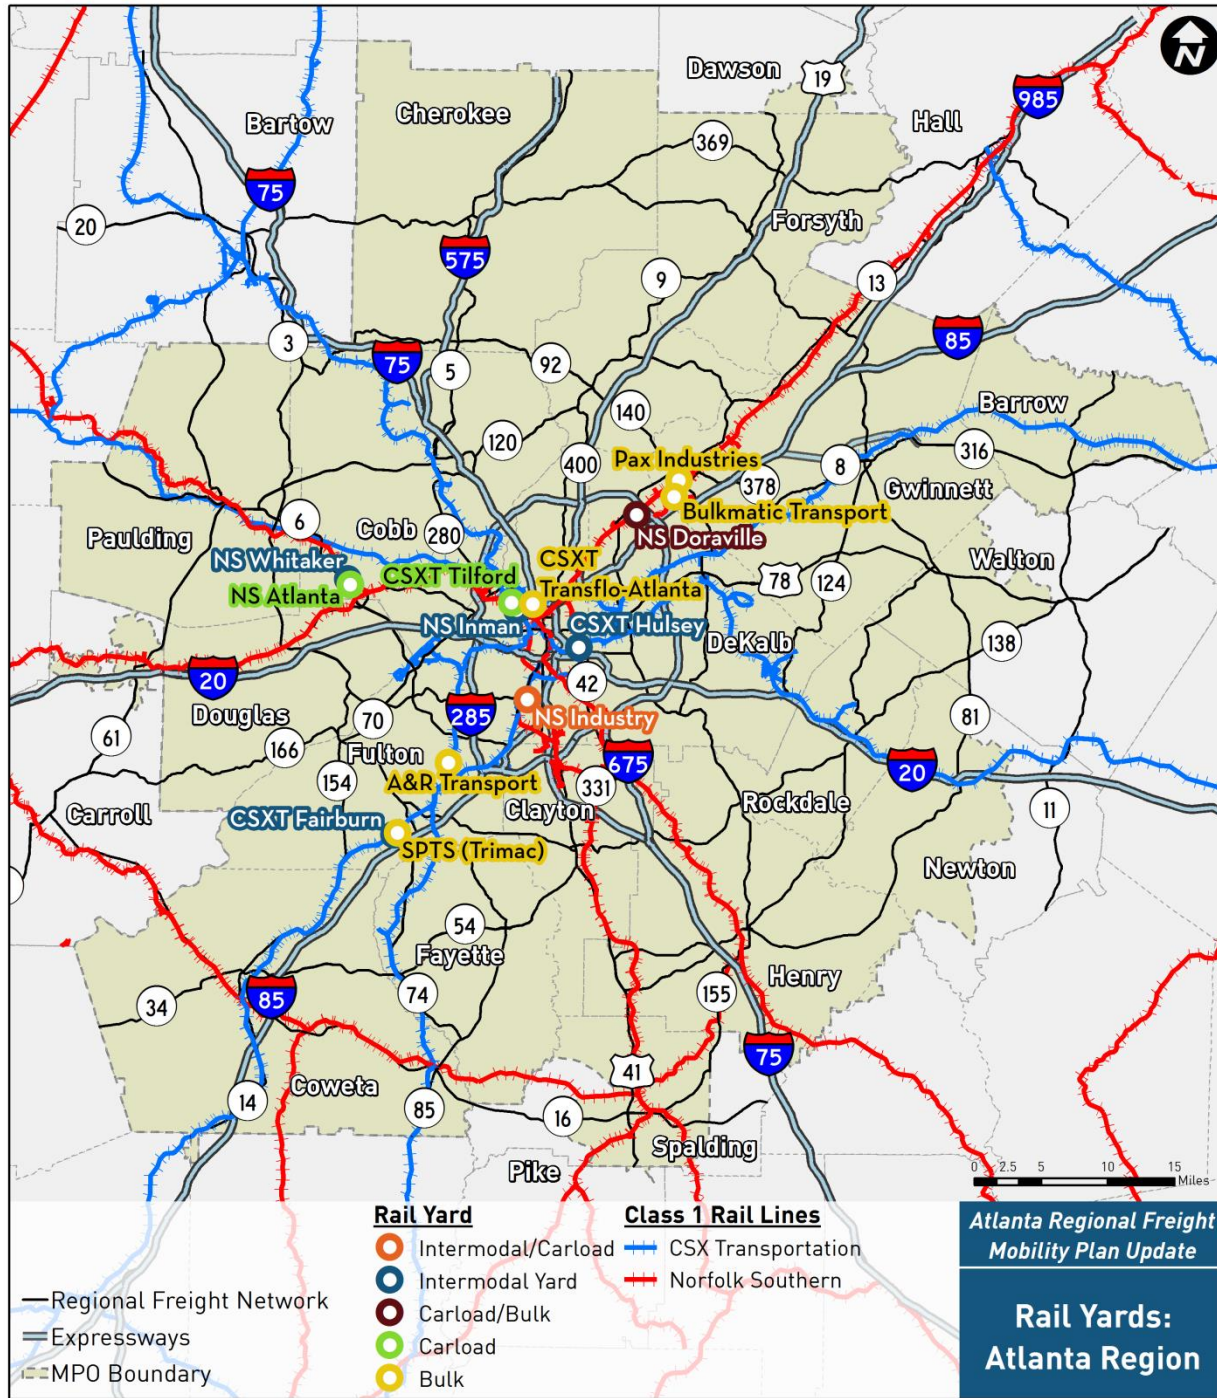 N
Dawson
19
985
Bartow
Cherokee
Hall
369
75
20
Forsyth
575
9
13
3
85
75
5
92
Barrow
140
120
400
8
316
Pax Industries
378
Gwinnett
Bulkmatic Transport
6
Cobb
280
NS Doraville
Paulding
NS Whitaker
CSXT
Walton
CSXT Tilford
Transflo-Atlanta
78
124
NS Atlanta
NS Inman
CSXT Hulsey
DeKalb
138
20
42
Douglas
70
285
NS Industry
81
61
166
Fulton
154
675
20
A&R Transport
331
Rockdale
Carroll
Clayton
11
CSXT Fairburn
SPTS (Trimac)
Newton
54
Fayette
Henry
34
85
74
155
75
41
Coweta
14
85
16
Spalding
Pike
0 2.5 5 10 15
Miles
Rail Yard
Intermodal/Carload
Intermodal Yard
Carload/Bulk
Carload
Bulk
Class 1 Rail Lines
CSX Transportation
Norfolk Southern
Regional Freight Network
Expressways
MPO Boundary
Atlanta Regional Freight
Mobility Plan Update
Rail Yards:
Atlanta Region